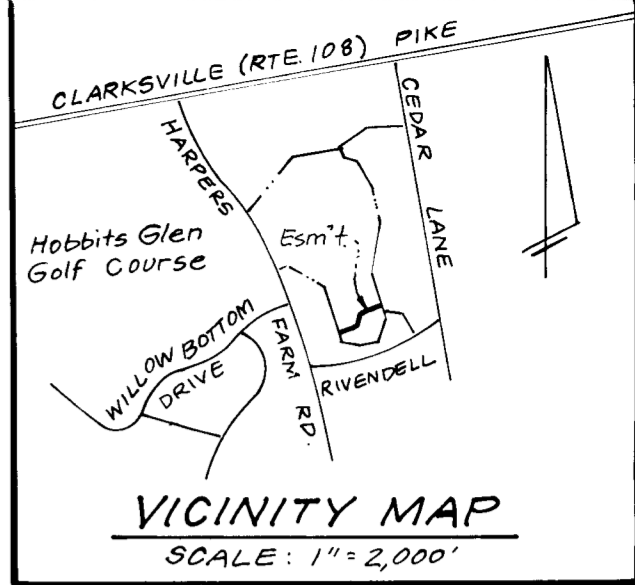 CLARKSVILLE (RTE. 108) PIKE
HARPERS
FARM RD.
CEDAR LANE
Hobbits Glen
Golf Course
Esm't.
WILLOW BOTTOM
DRIVE
RIVENDELL
VICINITY MAP
SCALE: 1" = 2,000'